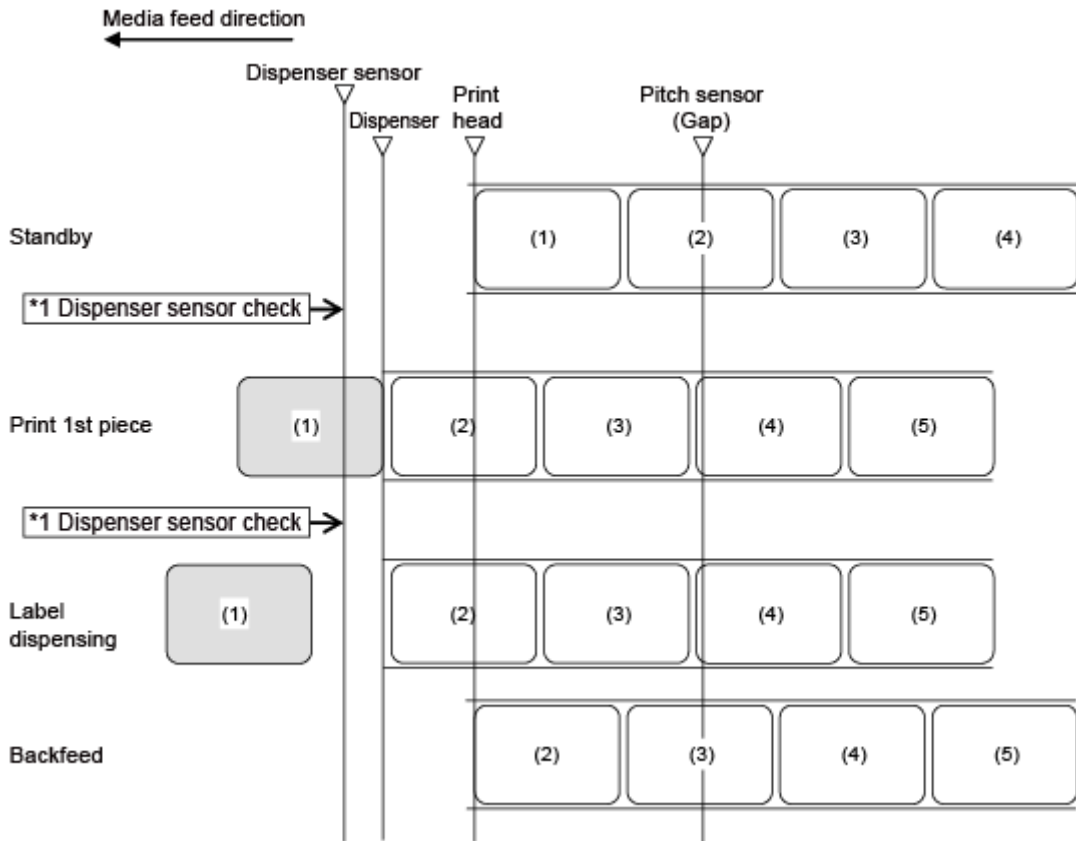 Media feed direction
Dispenser sensor
Dispenser
Print
head
Pitch sensor
(Gap)
Standby
(1)
(2)
(3)
(4)
*1 Dispenser sensor check
Print 1st piece
(1)
(2)
(3)
(4)
(5)
*1 Dispenser sensor check
Label
dispensing
(1)
(2)
(3)
(4)
(5)
Backfeed
(2)
(3)
(4)
(5)